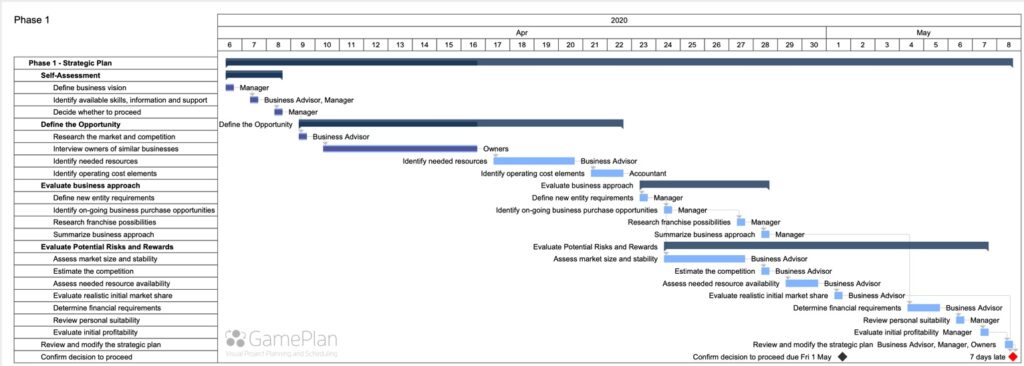 Phase 1
2020
Apr May
6 7 8 9 10 11 12 13 14 15 16 17 18 19 20 21 22 23 24 25 26 27 28 29 30 1 2 3 4 5 6 7 8
Phase 1 - Strategic Plan
Self-Assessment
Define business vision Manager
Identify available skills, information and support Business Advisor, Manager
Decide whether to proceed Manager
Define the Opportunity Define the Opportunity
Research the market and competition Business Advisor
Interview owners of similar businesses Owners
Identify needed resources Identify needed resources Business Advisor
Identify operating cost elements Identify operating cost elements Accountant
Evaluate business approach Evaluate business approach
Define new entity requirements Define new entity requirements Manager
Identify on-going business purchase opportunities Identify on-going business purchase opportunities Manager
Research franchise possibilities Research franchise possibilities Manager
Summarize business approach Summarize business approach Manager
Evaluate Potential Risks and Rewards Evaluate Potential Risks and Rewards
Assess market size and stability Assess market size and stability Business Advisor
Estimate the competition Estimate the competition Business Advisor
Assess needed resource availability Assess needed resource availability Business Advisor
Evaluate realistic initial market share Evaluate realistic initial market share Business Advisor
Determine financial requirements Determine financial requirements Business Advisor
Review personal suitability Review personal suitability Manager
Evaluate initial profitability Evaluate initial profitability Manager
Review and modify the strategic plan Review and modify the strategic plan Business Advisor, Manager, Owners
Confirm decision to proceed Confirm decision to proceed due Fri 1 May 7 days late
GamePlan
Visual Project Planning and Scheduling